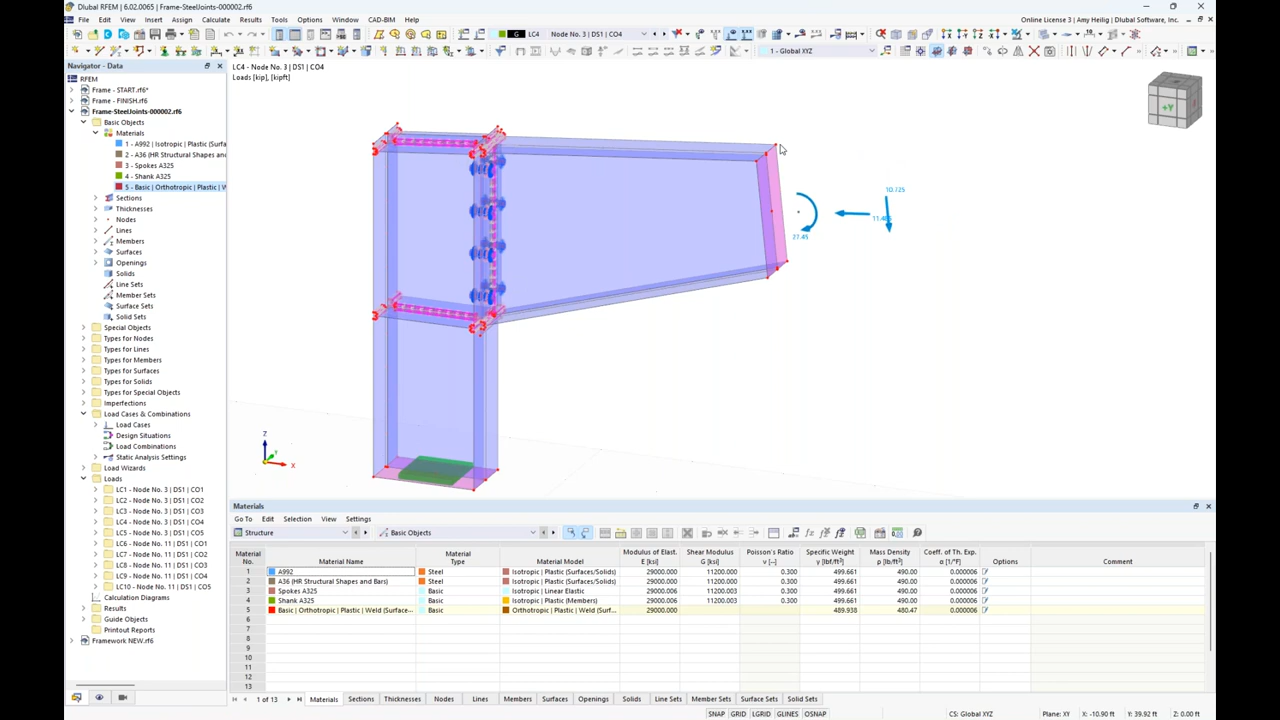 Dlubal RFEM | 6.02.0065 | Frame-SteelJoints-000002.rf6
File Edit View Insert Assign Calculate Results Tools Options Window CAD-BIM Help
Online License 3 | Amy Heilig | Dlubal Software, Inc.
G LC4 Node No. 3 | DS1 | CO4
1 - Global XYZ
Navigator - Data
RFEM
Frame - START.rf6*
Frame - FINISH.rf6
Frame-SteelJoints-000002.rf6
Basic Objects
Materials
1 - A992 | Isotropic | Plastic (Surfac
2 - A36 (HR Structural Shapes and
3 - Spokes A325
4 - Shank A325
5 - Basic | Orthotropic | Plastic | W
Sections
Thicknesses
Nodes
Lines
Members
Surfaces
Openings
Solids
Line Sets
Member Sets
Surface Sets
Solid Sets
Special Objects
Types for Nodes
Types for Lines
Types for Members
Types for Surfaces
Types for Solids
Types for Special Objects
Imperfections
Load Cases & Combinations
Load Cases
Design Situations
Load Combinations
Static Analysis Settings
Load Wizards
Loads
LC1 - Node No. 3 | DS1 | CO1
LC2 - Node No. 3 | DS1 | CO2
LC3 - Node No. 3 | DS1 | CO3
LC4 - Node No. 3 | DS1 | CO4
LC5 - Node No. 3 | DS1 | CO5
LC6 - Node No. 11 | DS1 | CO1
LC7 - Node No. 11 | DS1 | CO2
LC8 - Node No. 11 | DS1 | CO3
LC9 - Node No. 11 | DS1 | CO4
LC10 - Node No. 11 | DS1 | CO5
Calculation Diagrams
Results
Guide Objects
Printout Reports
Framework NEW.rf6
LC4 - Node No. 3 | DS1 | CO4
Loads [kip], [kipft]
+Y
10.725
27.45
Z
Y
X
Materials
Go To Edit Selection View Settings
Structure Basic Objects
Material No. Material Name Material Type Material Model Modulus of Elast. E [ksi] Shear Modulus G [ksi] Poisson's Ratio ν [--] Specific Weight γ [lbf/ft³] Mass Density ρ [lb/ft³] Coeff. of Th. Exp. α [1/°F] Options Comment
1 A992 Steel Isotropic | Plastic (Surfaces/Solids) 29000.000 11200.000 0.300 499.661 490.00 0.000006
2 A36 (HR Structural Shapes and Bars) Steel Isotropic | Plastic (Surfaces/Solids) 29000.000 11200.000 0.300 499.661 490.00 0.000006
3 Spokes A325 Basic Isotropic | Linear Elastic 29000.006 11200.003 0.300 499.661 490.00 0.000006
4 Shank A325 Basic Isotropic | Plastic (Members) 29000.006 11200.003 0.300 499.661 490.00 0.000006
5 Basic | Orthotropic | Plastic | Weld (Surface... Basic Orthotropic | Plastic | Weld (Surf... 29000.000 489.938 480.47 0.000006
6
7
8
9
10
11
12
13
1 of 13 Materials Sections Thicknesses Nodes Lines Members Surfaces Openings Solids Line Sets Member Sets Surface Sets Solid Sets
SNAP GRID LGRID GLINES OSNAP CS: Global XYZ Plane: XY X: -10.90 ft Y: 39.92 ft Z: 0.00 ft